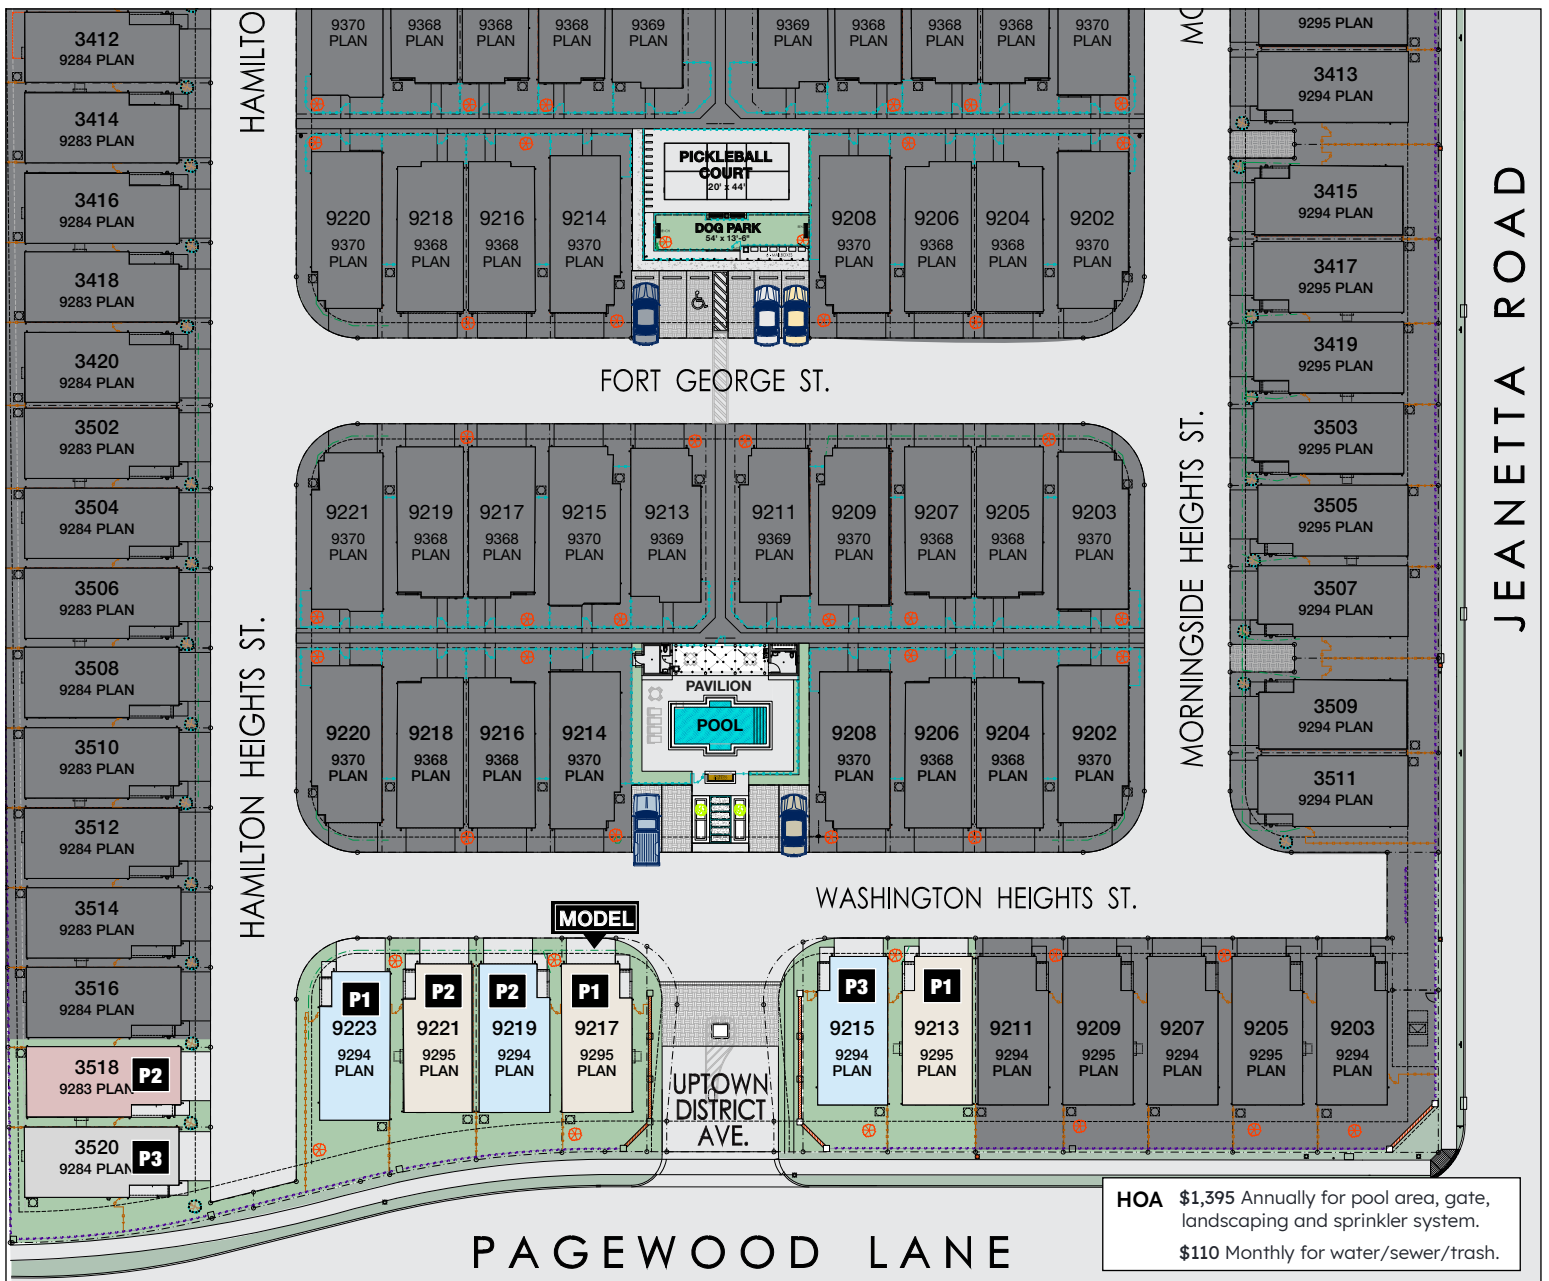 3412
9284 PLAN
3414
9283 PLAN
3416
9284 PLAN
3418
9283 PLAN
3420
9284 PLAN
3502
9283 PLAN
3504
9284 PLAN
3506
9283 PLAN
3508
9284 PLAN
3510
9283 PLAN
3512
9284 PLAN
3514
9283 PLAN
3516
9284 PLAN
3518
9283 PLAN
P2
3520
9284 PLAN
P3
HAMILTO
HAMILTON HEIGHTS ST.
9370
PLAN
9368
PLAN
9368
PLAN
9368
PLAN
9369
PLAN
9369
PLAN
9368
PLAN
9368
PLAN
9368
PLAN
9370
PLAN
9220
9370
PLAN
9218
9368
PLAN
9216
9368
PLAN
9214
9370
PLAN
PICKLEBALL
COURT
20' x 44'
DOG PARK
54' x 13'-6"
9208
9370
PLAN
9206
9368
PLAN
9204
9368
PLAN
9202
9370
PLAN
FORT GEORGE ST.
9221
9370
PLAN
9219
9368
PLAN
9217
9368
PLAN
9215
9370
PLAN
9213
9369
PLAN
9211
9369
PLAN
9209
9370
PLAN
9207
9368
PLAN
9205
9368
PLAN
9203
9370
PLAN
9220
9370
PLAN
9218
9368
PLAN
9216
9368
PLAN
9214
9370
PLAN
PAVILION
POOL
9208
9370
PLAN
9206
9368
PLAN
9204
9368
PLAN
9202
9370
PLAN
WASHINGTON HEIGHTS ST.
MODEL
P1
9223
9294
PLAN
P2
9221
9295
PLAN
P2
9219
9294
PLAN
P1
9217
9295
PLAN
UPTOWN
DISTRICT
AVE.
P3
9215
9294
PLAN
P1
9213
9295
PLAN
9211
9294
PLAN
9209
9295
PLAN
9207
9294
PLAN
9205
9295
PLAN
9203
9294
PLAN
MO
MORNINGSIDE HEIGHTS ST.
9295 PLAN
3413
9294 PLAN
3415
9294 PLAN
3417
9295 PLAN
3419
9295 PLAN
3503
9295 PLAN
3505
9295 PLAN
3507
9294 PLAN
3509
9294 PLAN
3511
9294 PLAN
JEANETTA ROAD
PAGEWOOD LANE
HOA $1,395 Annually for pool area, gate,
landscaping and sprinkler system.
$110 Monthly for water/sewer/trash.